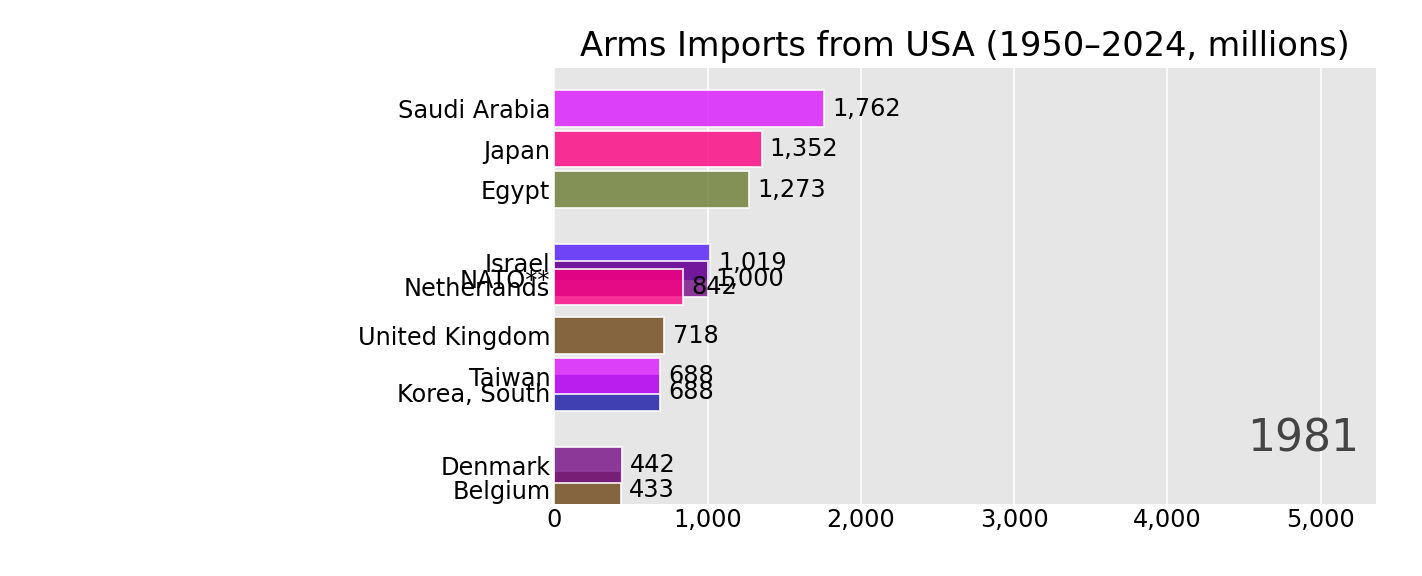 Arms Imports from USA (1950–2024, millions)
Saudi Arabia 1,762
Japan 1,352
Egypt 1,273
Israel 1,019
NATO** 1,000
Netherlands 842
United Kingdom 718
Taiwan 688
Korea, South 688
1981
Denmark 442
Belgium 433
0 1,000 2,000 3,000 4,000 5,000